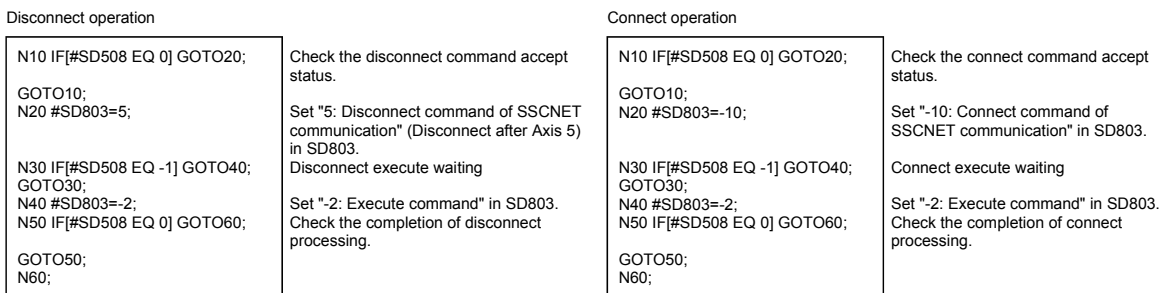 Disconnect operation
N10 IF[#SD508 EQ 0] GOTO20;
GOTO10;
N20 #SD803=5;
N30 IF[#SD508 EQ -1] GOTO40;
GOTO30;
N40 #SD803=-2;
N50 IF[#SD508 EQ 0] GOTO60;
GOTO50;
N60;
Check the disconnect command accept
status.
Set "5: Disconnect command of SSCNET
communication" (Disconnect after Axis 5)
in SD803.
Disconnect execute waiting
Set "-2: Execute command" in SD803.
Check the completion of disconnect
processing.
Connect operation
N10 IF[#SD508 EQ 0] GOTO20;
GOTO10;
N20 #SD803=-10;
N30 IF[#SD508 EQ -1] GOTO40;
GOTO30;
N40 #SD803=-2;
N50 IF[#SD508 EQ 0] GOTO60;
GOTO50;
N60;
Check the connect command accept
status.
Set "-10: Connect command of
SSCNET communication" in SD803.
Connect execute waiting
Set "-2: Execute command" in SD803.
Check the completion of connect
processing.